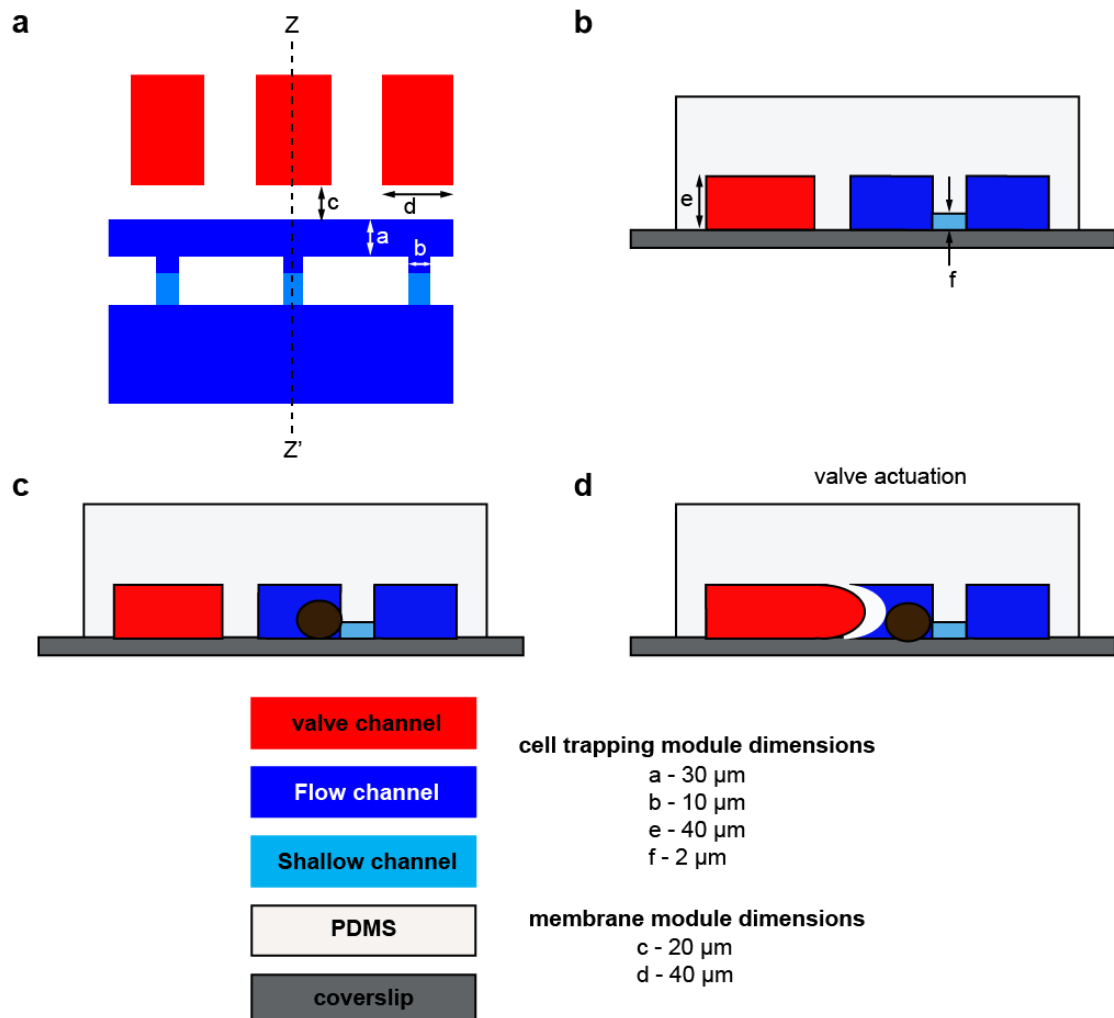 a
Z
c
d
a
b
Z’
b
e
f
c
d
valve actuation
valve channel
Flow channel
Shallow channel
PDMS
coverslip
cell trapping module dimensions
a - 30 µm
b - 10 µm
e - 40 µm
f - 2 µm
membrane module dimensions
c - 20 µm
d - 40 µm